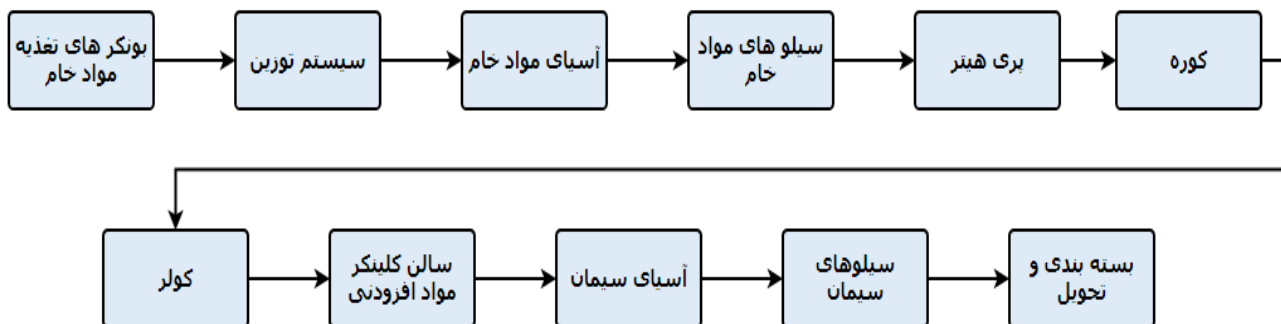 بونکر های تغذیه
مواد خام
سیستم توزین
آسیای مواد خام
سیلو های مواد
خام
پری هیتر
کوره
کولر
سالن کلینکر
مواد افزودنی
آسیای سیمان
سیلوهای
سیمان
بسته بندی و
تحویل